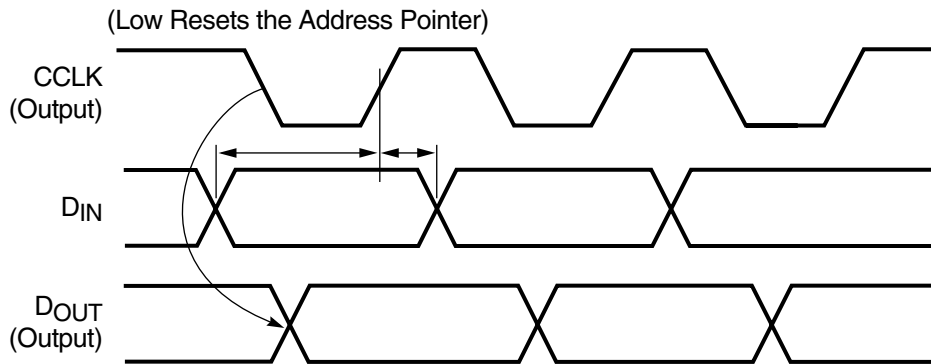 (Low Resets the Address Pointer)
CCLK
(Output)
DIN
DOUT
(Output)